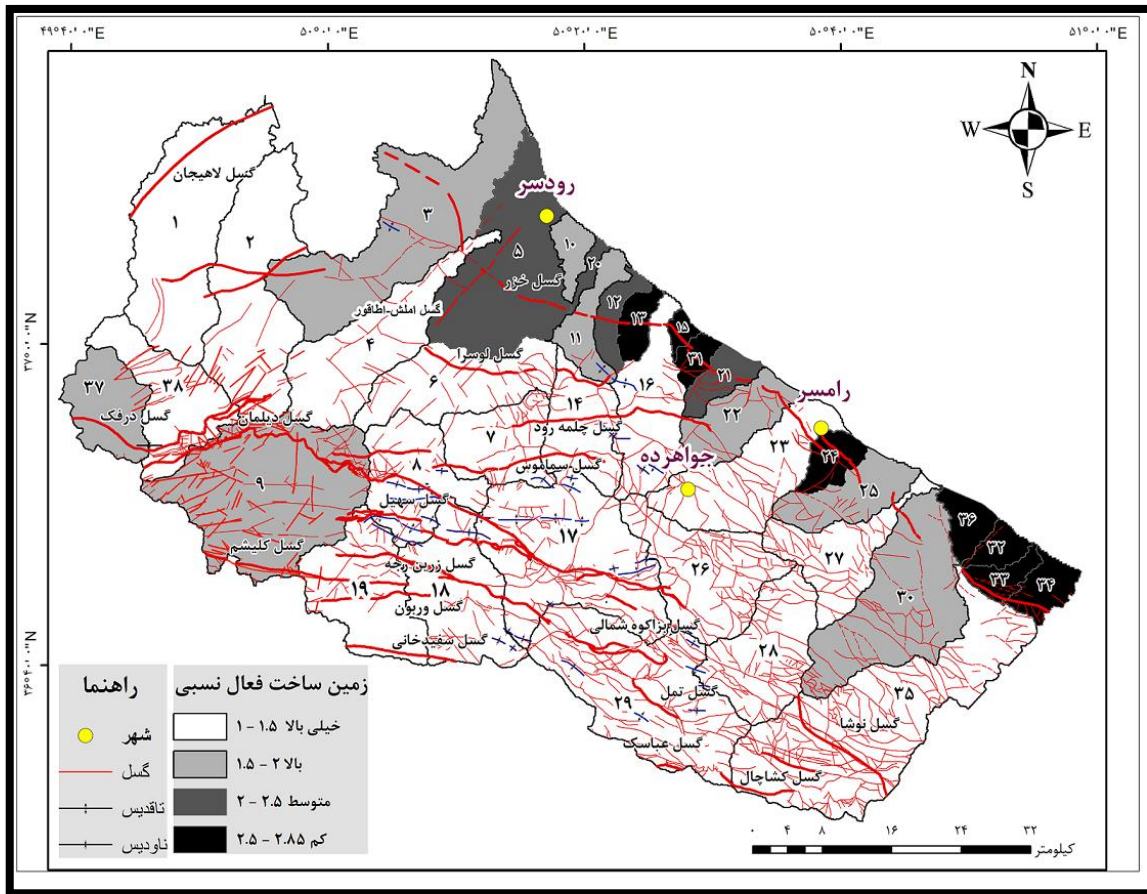 ۴۹°۴۰'۰"E
۵۰°۰'۰"E
۵۰°۲۰'۰"E
۵۰°۴۰'۰"E
۵۱°۰'۰"E
N
W
E
S
۳۷°۰'۰"N
۳۶°۴۰'۰"N
گسل لاهیجان
۱
۲
۳
رودسر
۵
۱۰
۲۰
گسل خزر
۱۲
۱۳
۱۵
گسل املش-اطاقور
۴
۱۱
۳۱
۲۱
گسل لوسرا
۶
۱۶
۳۷
۳۸
۱۴
۲۲
رامسر
گسل درفک
گسل دیلمان
گسل چلمه رود
۷
۲۳
۸
گسل سیماموس
جواهرده
۲۴
۹
۲۵
گسل سهیل
۱۷
۳۶
گسل کلیشم
۳۲
۲۷
گسل زرین رجه
۲۶
۳۳
۳۴
۱۹
۱۸
۳۰
گسل وربون
گسل بزاکوه شمالی
گسل سفیدخانی
۲۸
۲۹
گسل تمل
۳۵
گسل نوشا
گسل عباسک
گسل کشاچال
راهنما
شهر
گسل
تاقدیس
ناودیس
زمین ساخت فعال نسبی
خیلی بالا ۱.۵ - ۱
بالا ۲ - ۱.۵
متوسط ۲.۵ - ۲
کم ۲.۸۵ - ۲.۵
۰ ۴ ۸ ۱۶ ۲۴ ۳۲
کیلومتر